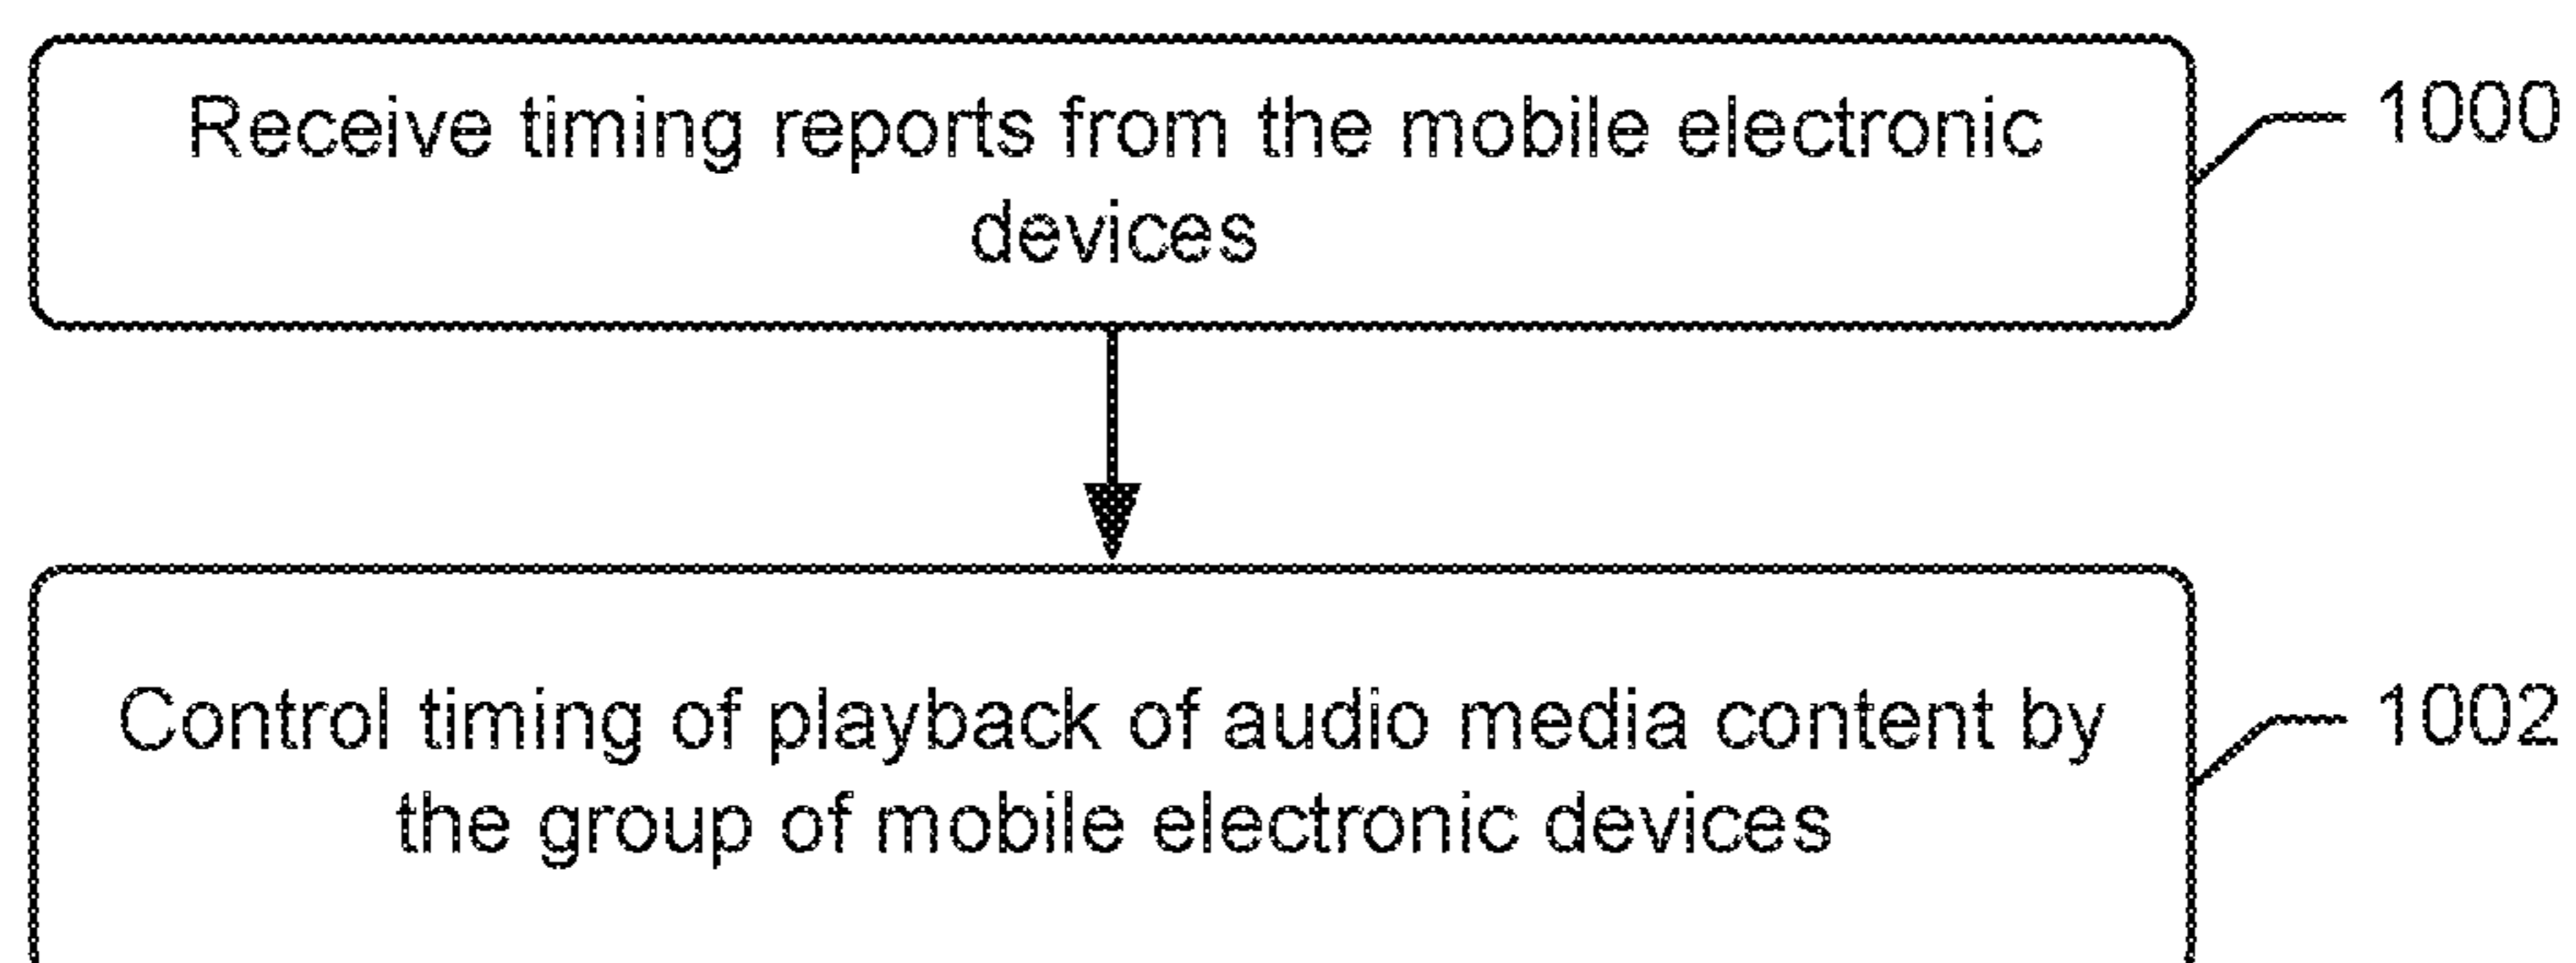 Receive timing reports from the mobile electronic
devices
1000
Control timing of playback of audio media content by
the group of mobile electronic devices
1002